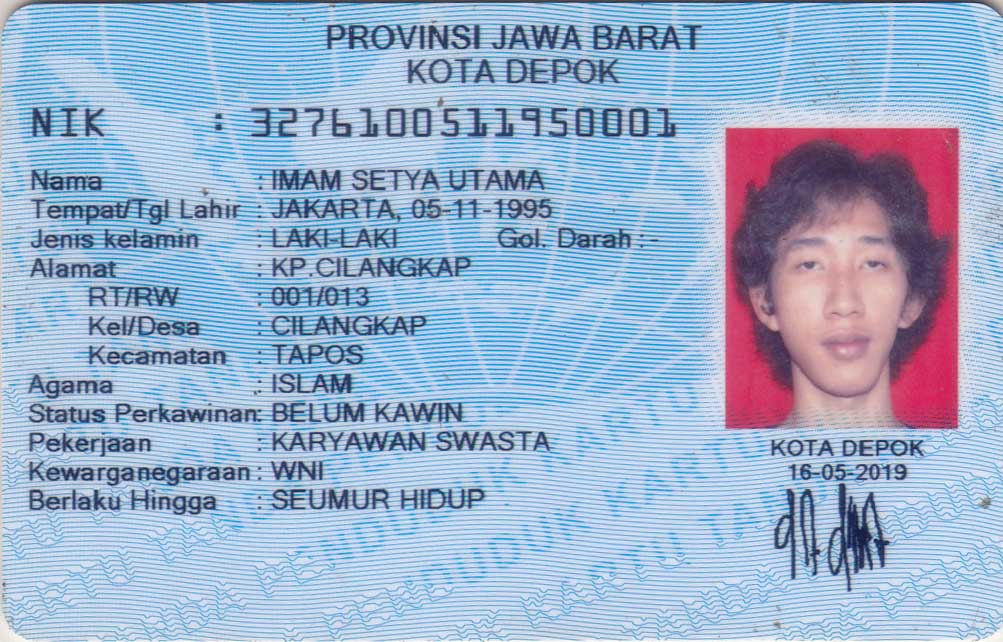 PROVINSI JAWA BARAT
KOTA DEPOK
NIK : 3276100511950001
Nama : IMAM SETYA UTAMA
Tempat/Tgl Lahir : JAKARTA, 05-11-1995
Jenis kelamin : LAKI-LAKI Gol. Darah : -
Alamat : KP.CILANGKAP
RT/RW : 001/013
Kel/Desa : CILANGKAP
Kecamatan : TAPOS
Agama : ISLAM
Status Perkawinan: BELUM KAWIN
Pekerjaan : KARYAWAN SWASTA
Kewarganegaraan : WNI
Berlaku Hingga : SEUMUR HIDUP
KOTA DEPOK
16-05-2019